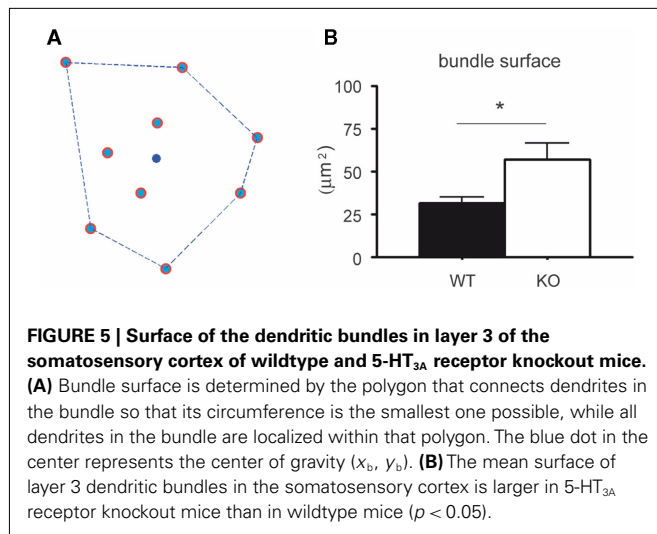 A
B
bundle surface
*
100
75
50
25
0
(μm²)
WT
KO
FIGURE 5 | Surface of the dendritic bundles in layer 3 of the
somatosensory cortex of wildtype and 5-HT3A receptor knockout mice.
(A) Bundle surface is determined by the polygon that connects dendrites in
the bundle so that its circumference is the smallest one possible, while all
dendrites in the bundle are localized within that polygon. The blue dot in the
center represents the center of gravity (xb, yb). (B) The mean surface of
layer 3 dendritic bundles in the somatosensory cortex is larger in 5-HT3A
receptor knockout mice than in wildtype mice (p < 0.05).